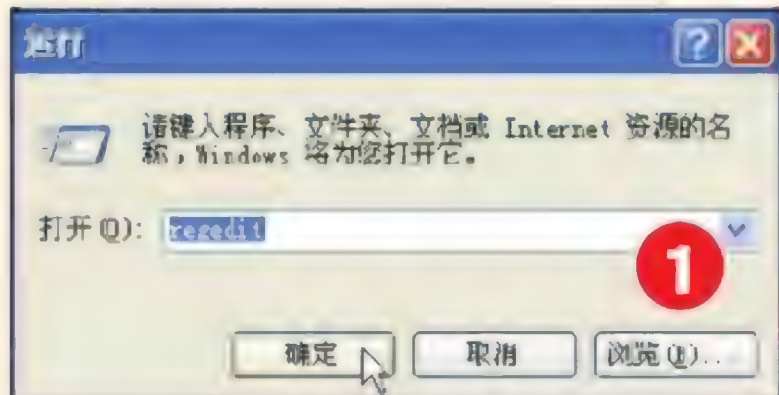 运行
请键入程序、文件夹、文档或 Internet 资源的名
称，Windows 将为您打开它。
打开(O): regedit
1
确定 取消 浏览(B)...